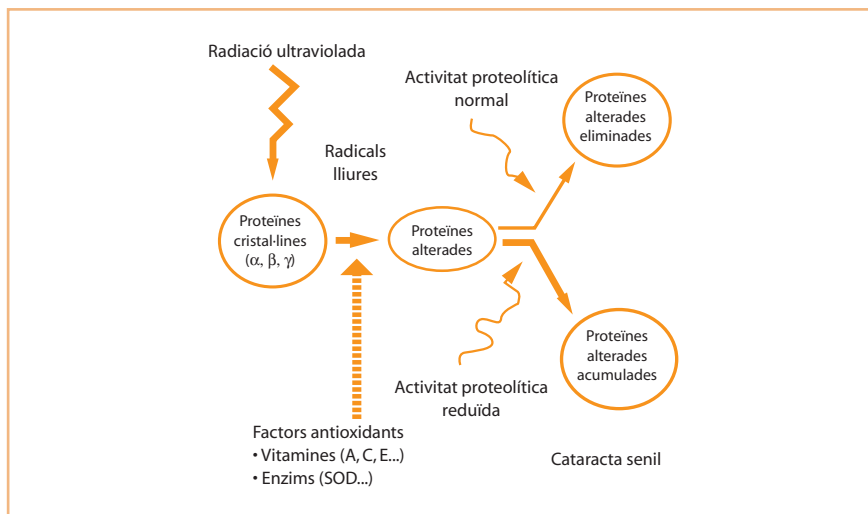 Radiació ultraviolada
Radicals
lliures
Activitat proteolítica
normal
Proteïnes
alterades
eliminades
Proteïnes
cristal·lines
(α, β, γ)
Proteïnes
alterades
Proteïnes
alterades
acumulades
Activitat proteolítica
reduïda
Factors antioxidants
• Vitamines (A, C, E...)
• Enzims (SOD...)
Cataracta senil